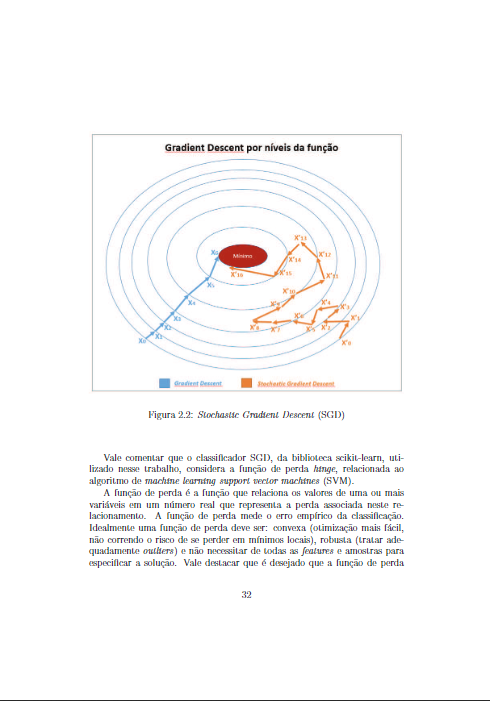 Gradient Descent por níveis da função
X'13
X'12
X'14
X₅
Mínimo
X'16
X'15
X'11
X'10
X₄
X'9
X'4
X'3
X₃
X'6
X'1
X₂
X'8
X'7
X'5
X'2
X₁
X₀
X'0
Gradient Descent
Stochastic Gradient Descent
Figura 2.2: Stochastic Gradient Descent (SGD)
Vale comentar que o classificador SGD, da biblioteca scikit-learn, uti-
lizado nesse trabalho, considera a função de perda hinge, relacionada ao
algoritmo de machine learning support vector machines (SVM).
A função de perda é a função que relaciona os valores de uma ou mais
variáveis em um número real que representa a perda associada neste re-
lacionamento. A função de perda mede o erro empírico da classificação.
Idealmente uma função de perda deve ser: convexa (otimização mais fácil,
não correndo o risco de se perder em mínimos locais), robusta (tratar ade-
quadamente outliers) e não necessitar de todas as features e amostras para
especificar a solução. Vale destacar que é desejado que a função de perda
32